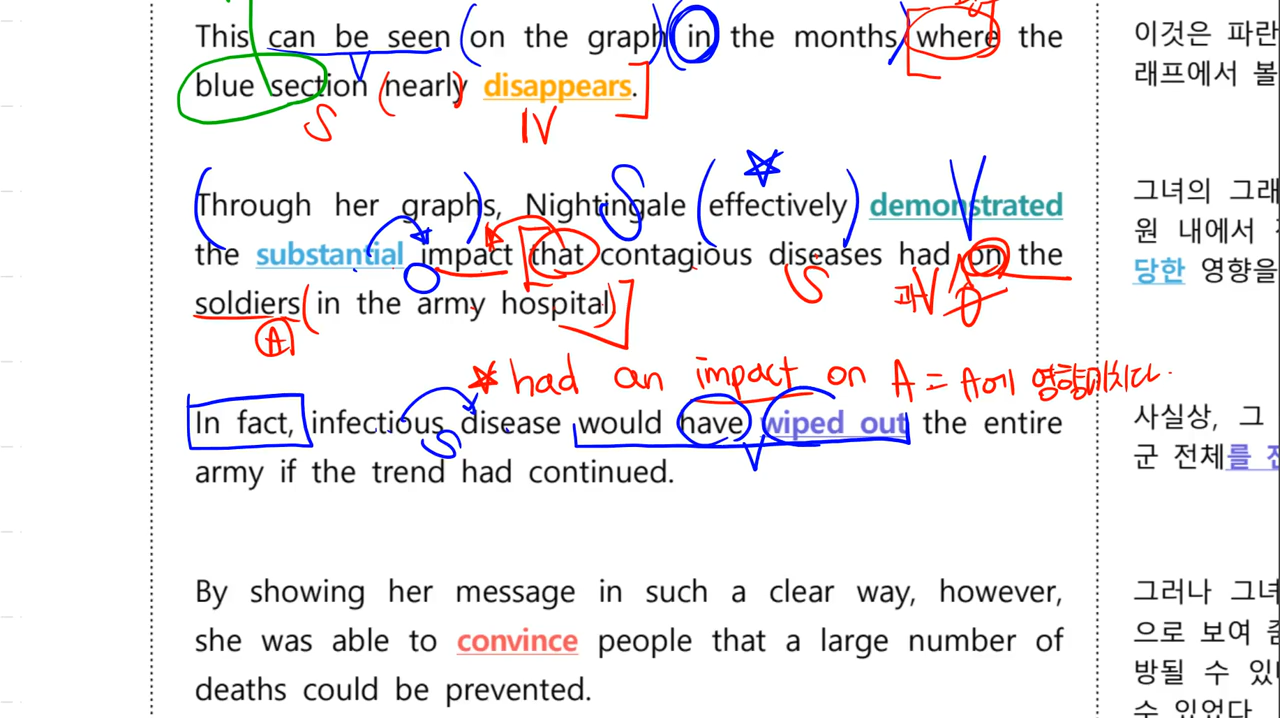 This can be seen on the graph in the months where the
blue section nearly disappears.
S
V
IV
Through her graphs, Nightingale effectively demonstrated
S
V
the substantial impact that contagious diseases had on the
O
S
soldiers in the army hospital
A
had an impact on A = A에 영향미치다.
In fact, infectious disease would have wiped out the entire
S
V
army if the trend had continued.
By showing her message in such a clear way, however,
she was able to convince people that a large number of
deaths could be prevented.
이것은 파란
래프에서 볼
그녀의 그래
원 내에서
당한 영향을
사실상, 그
군 전체를
그러나 그녀
으로 보여
방될 수
수 있었다.